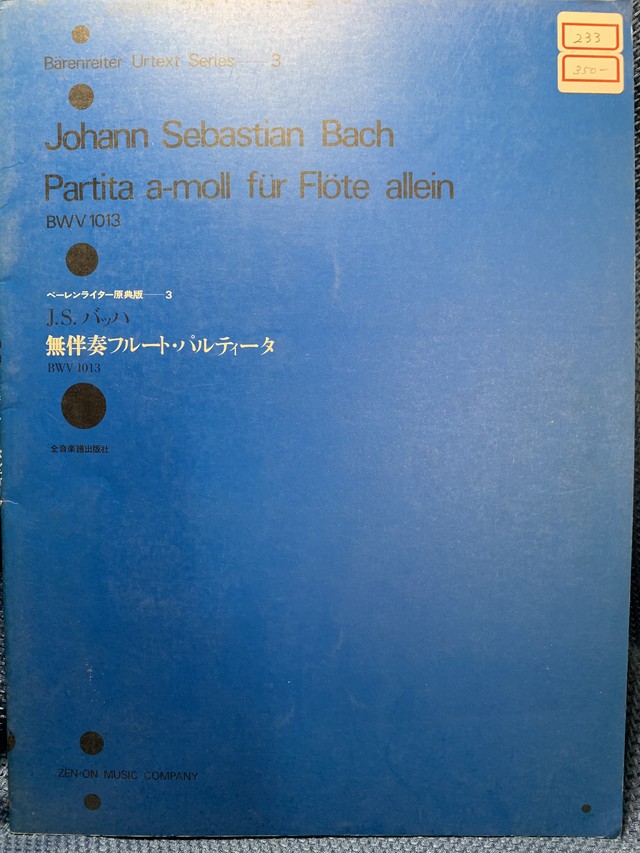 Bärenreiter Urtext Series——3
233
350-
Johann Sebastian Bach
Partita a-moll für Flöte allein
BWV 1013
ベーレンライター原典版——3
J.S. バッハ
無伴奏フルート・パルティータ
BWV 1013
全音楽譜出版社
ZEN-ON MUSIC COMPANY